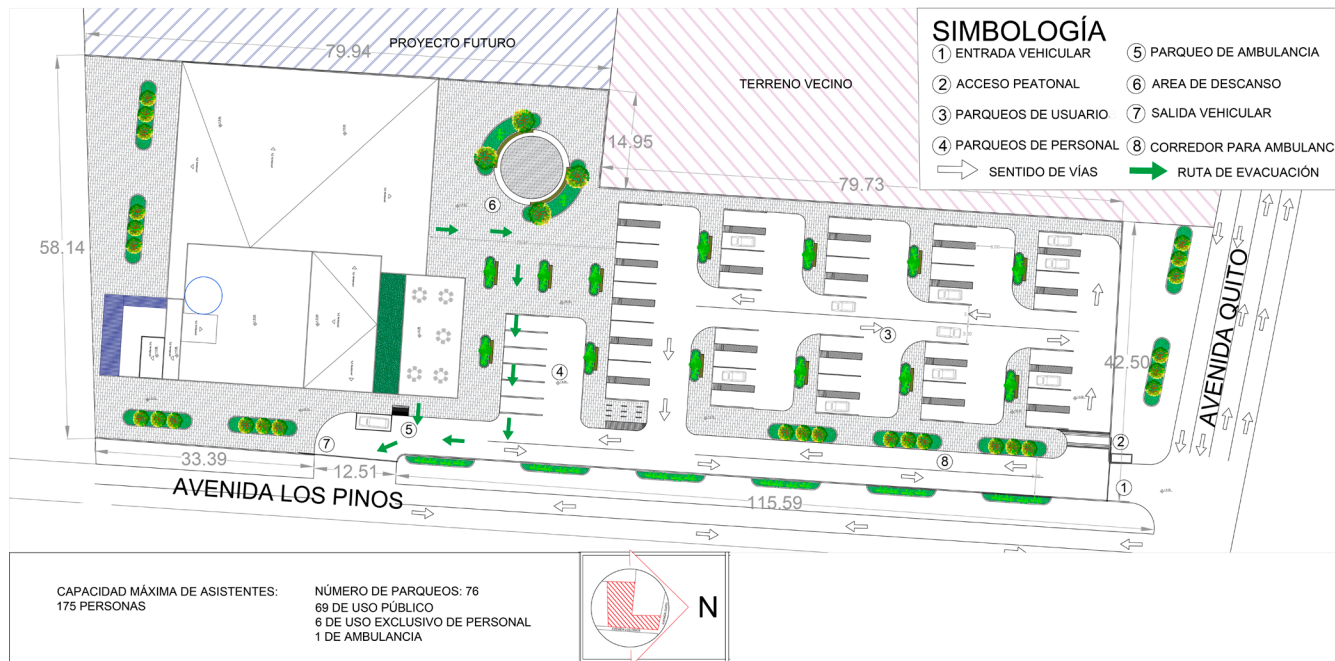 PROYECTO FUTURO
79.94
TERRENO VECINO
14.95
79.73
58.14
42.50
33.39
12.51
115.59
AVENIDA LOS PINOS
AVENIDA QUITO
6
4
3
5
7
8
2
1
SIMBOLOGÍA
1 ENTRADA VEHICULAR
2 ACCESO PEATONAL
3 PARQUEOS DE USUARIO
4 PARQUEOS DE PERSONAL
SENTIDO DE VÍAS
5 PARQUEO DE AMBULANCIA
6 AREA DE DESCANSO
7 SALIDA VEHICULAR
8 CORREDOR PARA AMBULANC
RUTA DE EVACUACIÓN
CAPACIDAD MÁXIMA DE ASISTENTES:
175 PERSONAS
NÚMERO DE PARQUEOS: 76
69 DE USO PÚBLICO
6 DE USO EXCLUSIVO DE PERSONAL
1 DE AMBULANCIA
N